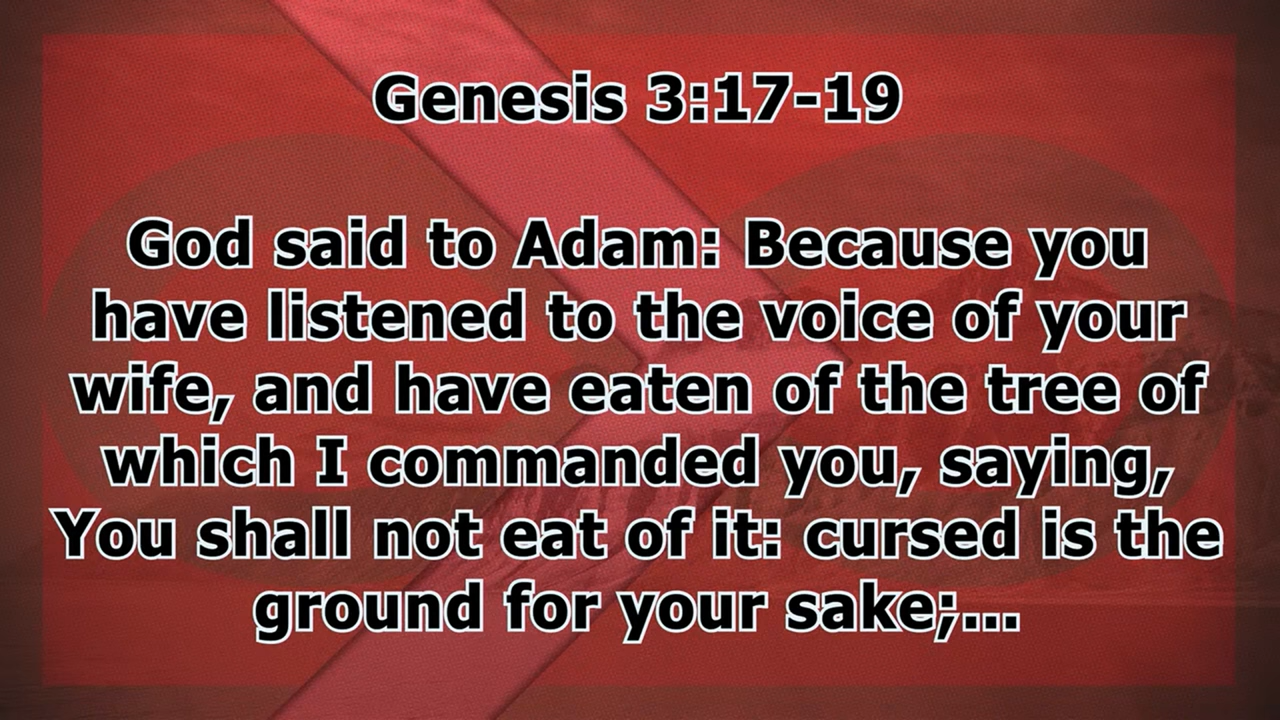 Genesis 3:17-19
God said to Adam: Because you
have listened to the voice of your
wife, and have eaten of the tree of
which I commanded you, saying,
You shall not eat of it: cursed is the
ground for your sake;...